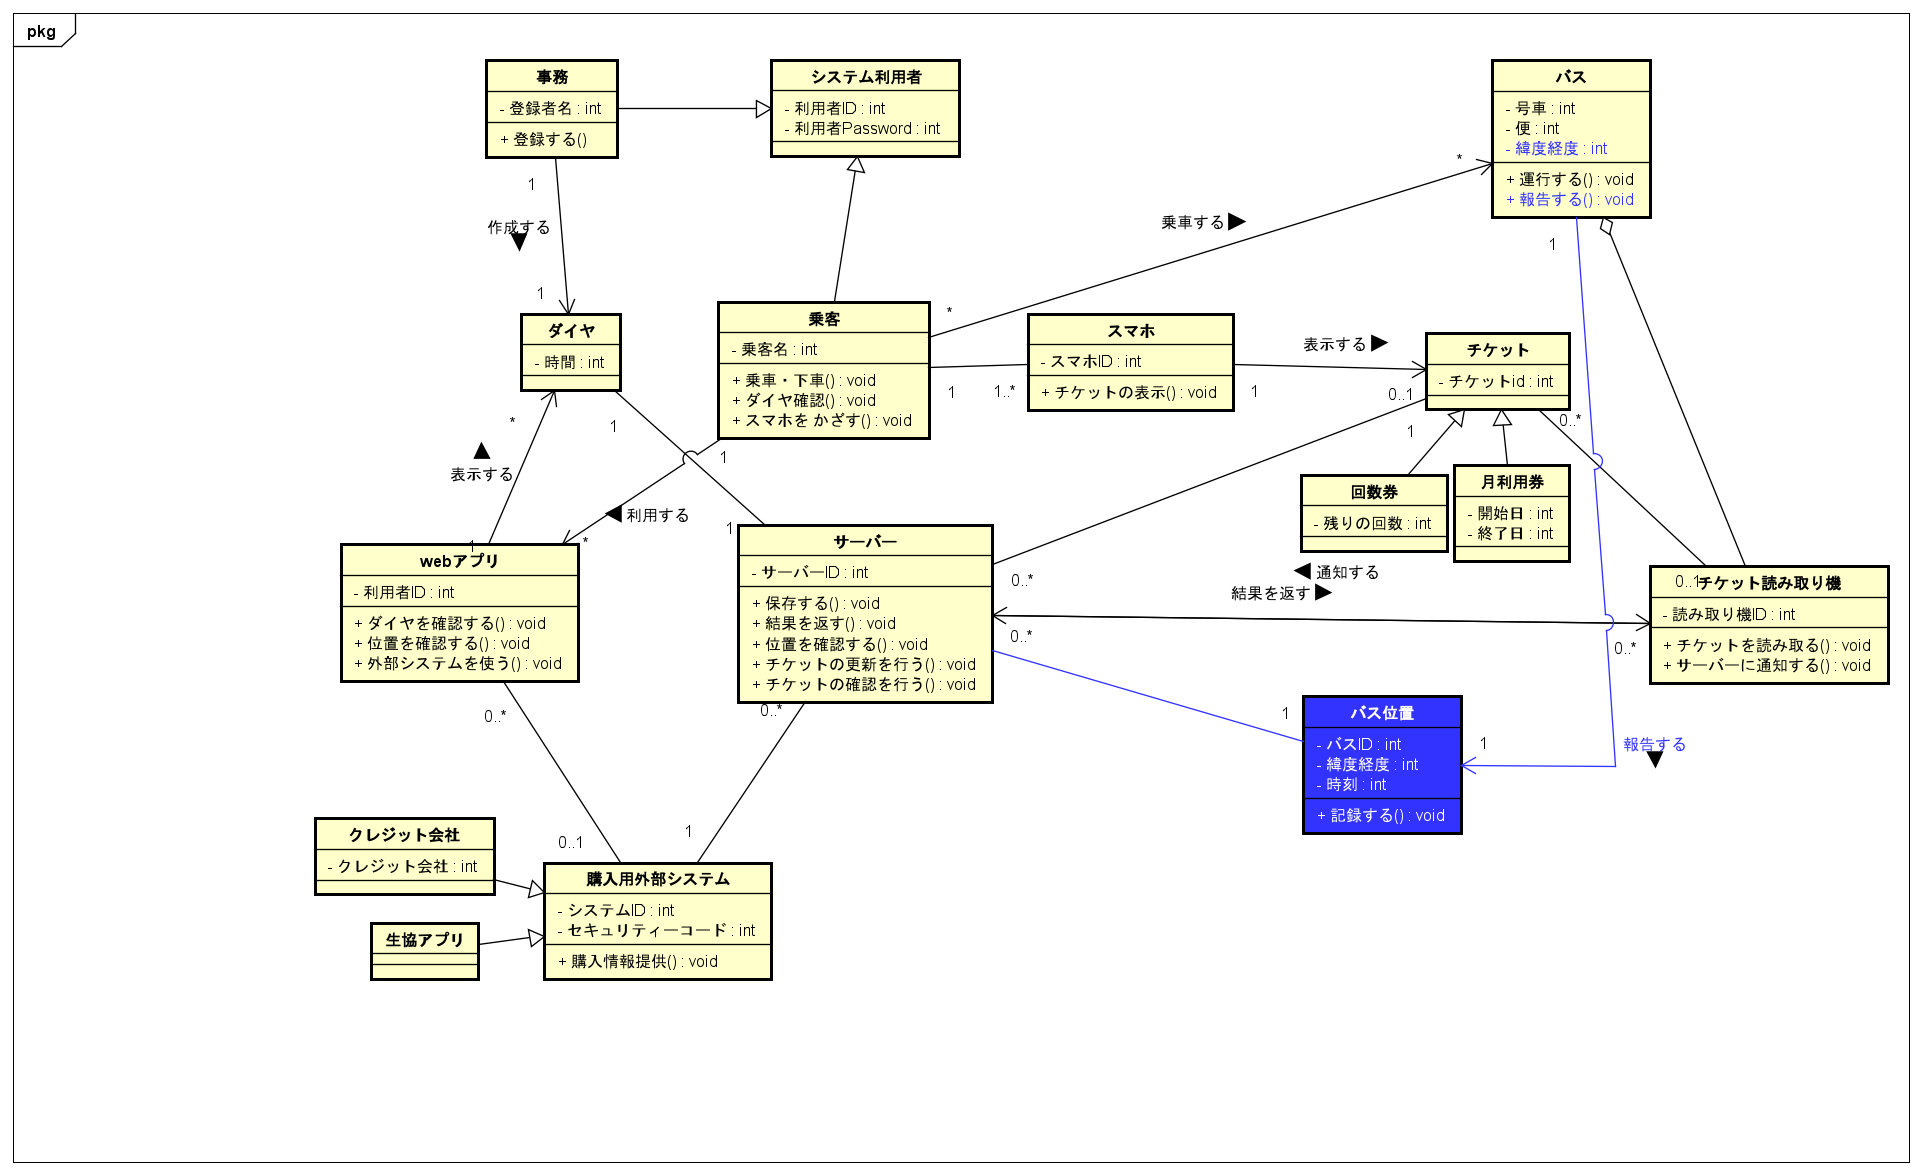 pkg
事務
- 登録者名 : int
+ 登録する()
システム利用者
- 利用者ID : int
- 利用者Password : int
バス
- 号車 : int
- 便 : int
- 緯度経度 : int
+ 運行する() : void
+ 報告する() : void
1
作成する
1
*
乗車する
*
1
ダイヤ
- 時間 : int
乗客
- 乗客名 : int
+ 乗車・下車() : void
+ ダイヤ確認() : void
+ スマホを かざす() : void
1
1..*
スマホ
- スマホID : int
+ チケットの表示() : void
1
表示する
0..1
チケット
- チケットid : int
1
0..*
*
表示する
1
1
1
利用する
*
1
回数券
- 残りの回数 : int
月利用券
- 開始日 : int
- 終了日 : int
webアプリ
- 利用者ID : int
+ ダイヤを確認する() : void
+ 位置を確認する() : void
+ 外部システムを使う() : void
サーバー
- サーバーID : int
+ 保存する() : void
+ 結果を返す() : void
+ 位置を確認する() : void
+ チケットの更新を行う() : void
+ チケットの確認を行う() : void
0..*
通知する
結果を返す
0..*
0..*
0..1
チケット読み取り機
- 読み取り機ID : int
+ チケットを読み取る() : void
+ サーバーに通知する() : void
0..*
0..*
1
バス位置
- バスID : int
- 緯度経度 : int
- 時刻 : int
+ 記録する() : void
1
報告する
0..1
1
クレジット会社
- クレジット会社 : int
生協アプリ
購入用外部システム
- システムID : int
- セキュリティーコード : int
+ 購入情報提供() : void